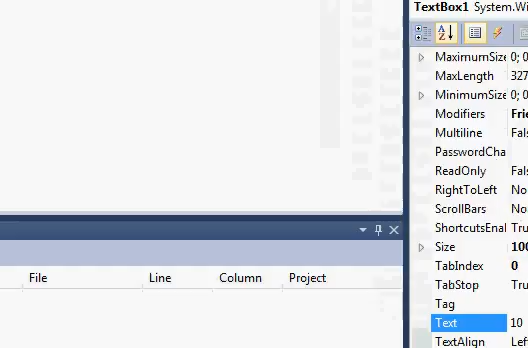 TextBox1 System.Wi
MaximumSize 0; 0
MaxLength 327
MinimumSize 0; 0
Modifiers Frie
Multiline Fals
PasswordCha
ReadOnly Fals
RightToLeft No
ScrollBars No
ShortcutsEnal Tru
Size 100
TabIndex 0
TabStop Tru
Tag
Text 10
TextAlign Left
File Line Column Project